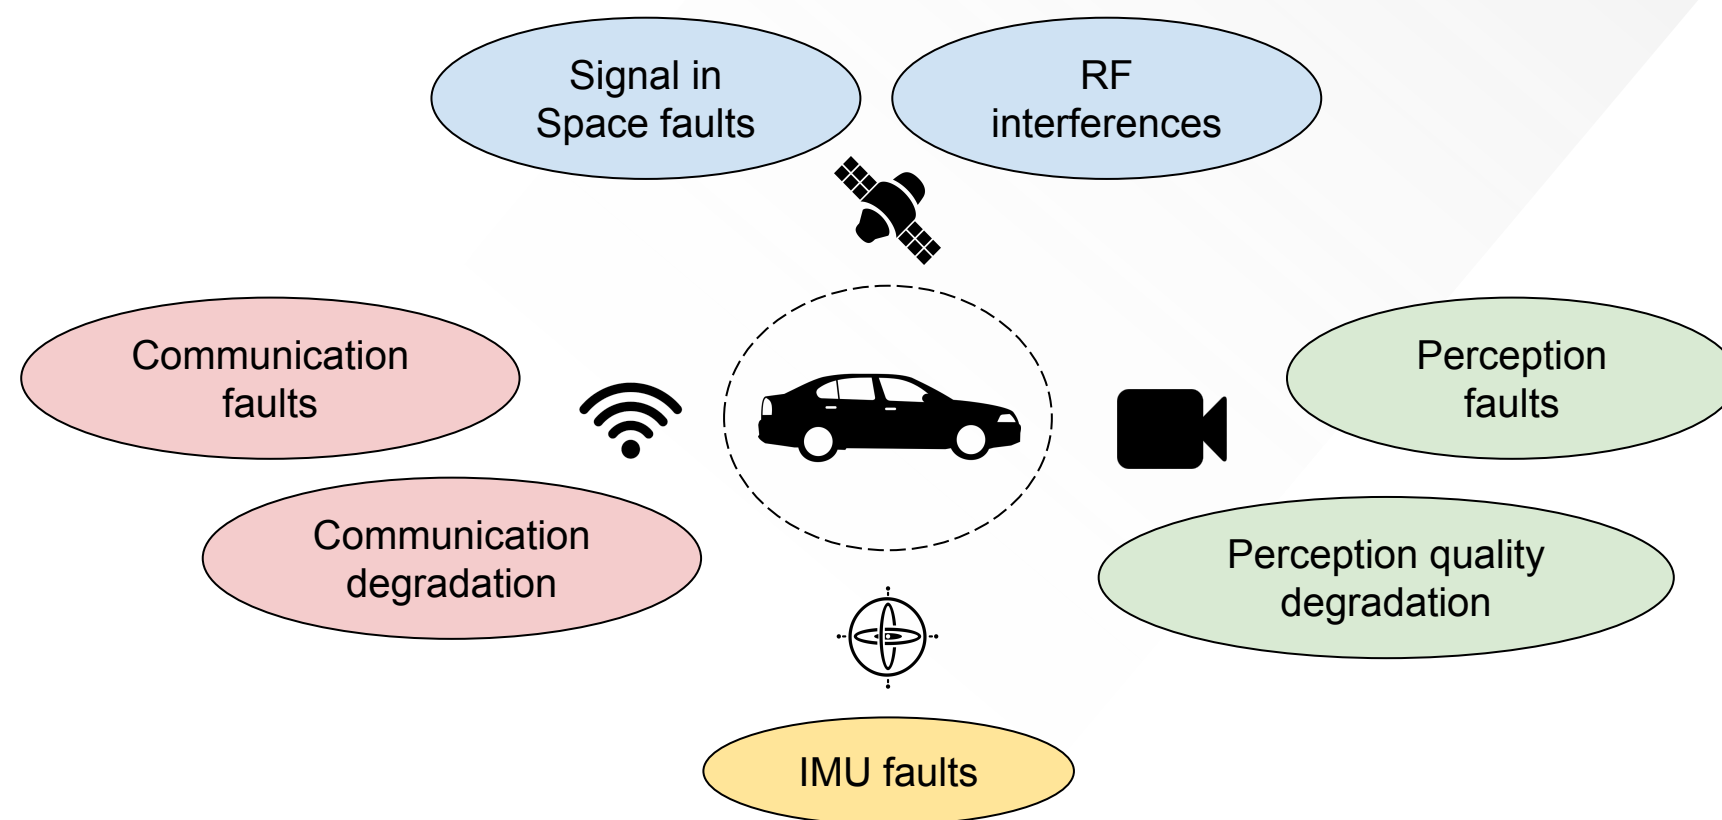 Signal in
Space faults
RF
interferences
Communication
faults
Perception
faults
Communication
degradation
Perception quality
degradation
IMU faults